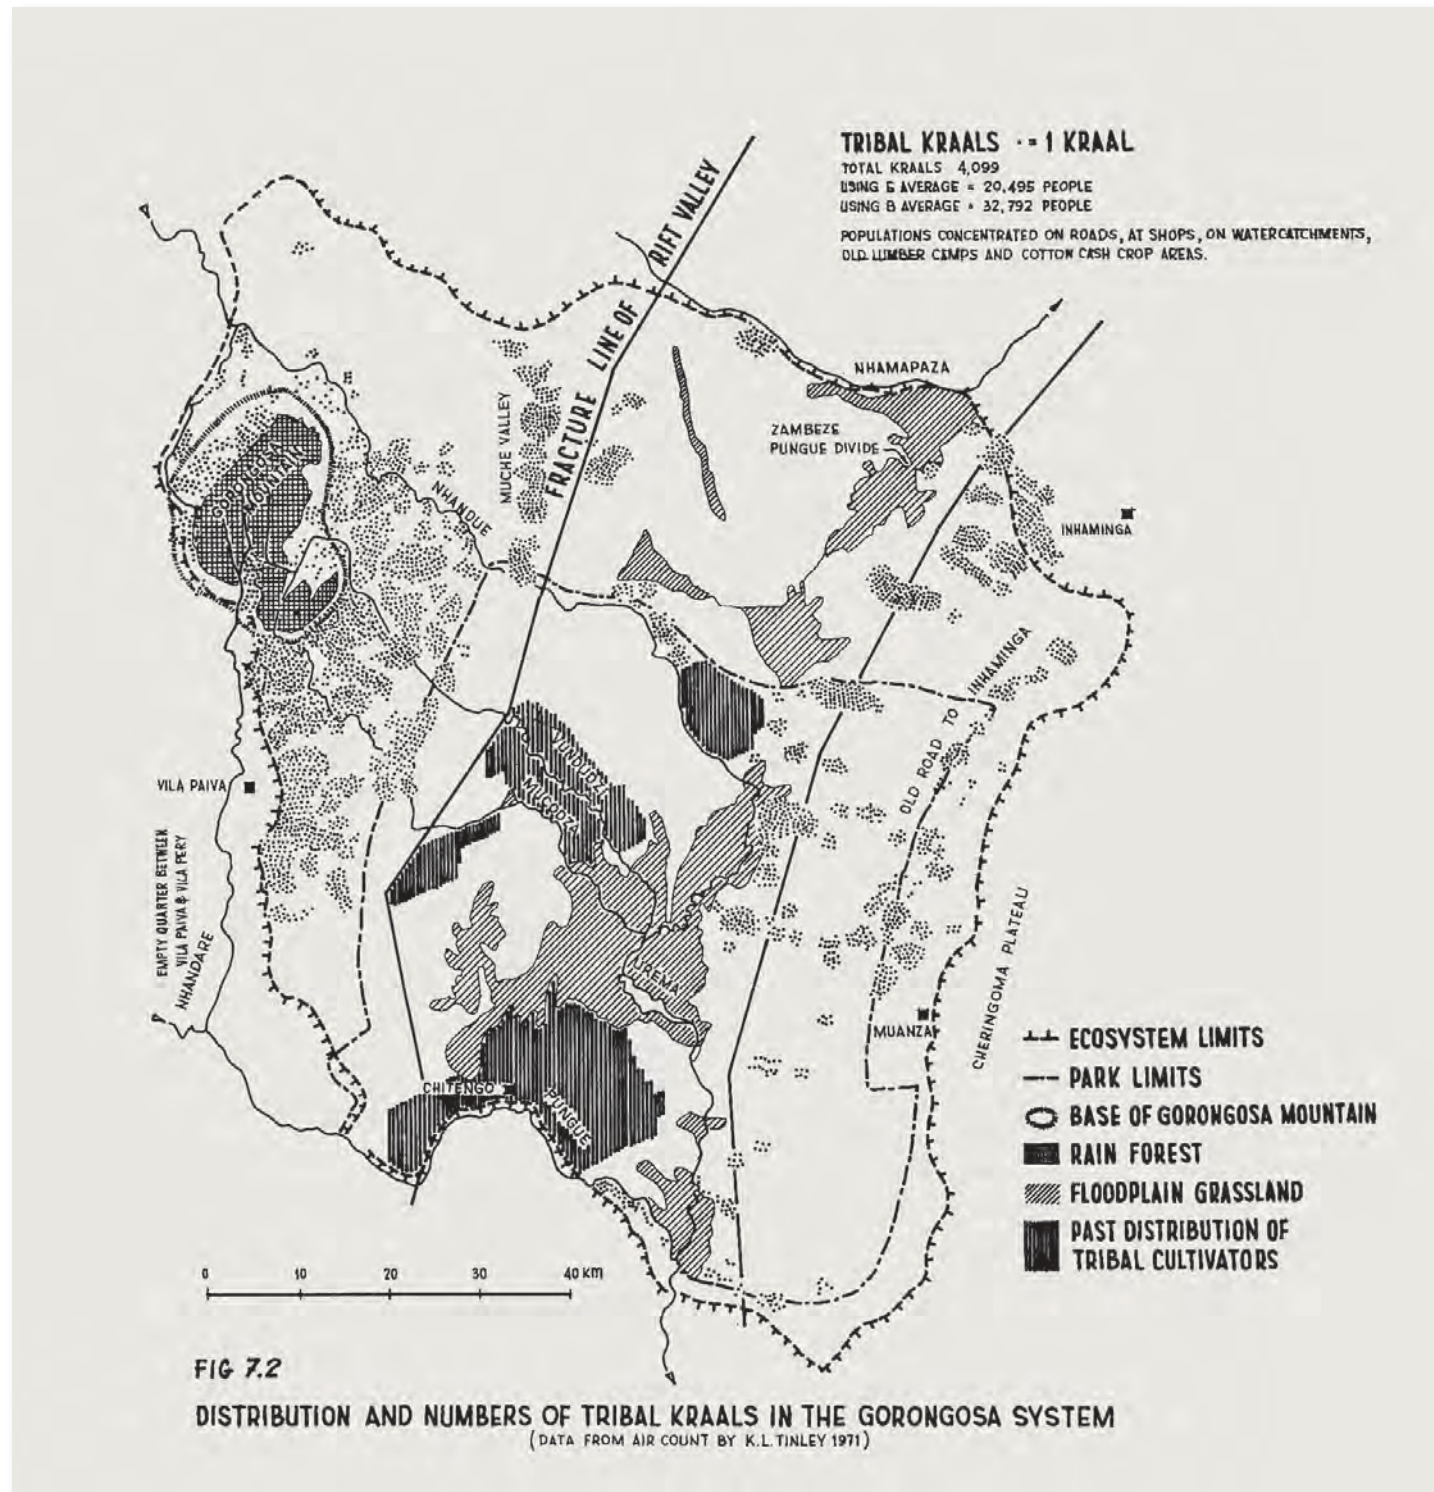 TRIBAL KRAALS · = 1 KRAAL
TOTAL KRAALS 4,099
USING 5 AVERAGE = 20,495 PEOPLE
USING 8 AVERAGE = 32,792 PEOPLE
POPULATIONS CONCENTRATED ON ROADS, AT SHOPS, ON WATERCATCHMENTS,
OLD LUMBER CAMPS AND COTTON CASH CROP AREAS.
FRACTURE LINE OF RIFT VALLEY
NHAMAPAZA
ZAMBEZE
PUNGUE DIVIDE
MUCHE VALLEY
NHANDUE
GORONGOSA
MOUNTAIN
INHAMINGA
OLD ROAD TO INHAMINGA
VUNDUDZI
MUCOZA
VILA PAIVA
EMPTY QUARTER BETWEEN
VILA PAIVA & VILA PERY
NHANDARE
UREMA
CHERINGOMA PLATEAU
MUANZA
CHITENGO
PUNGUE
ECOSYSTEM LIMITS
PARK LIMITS
BASE OF GORONGOSA MOUNTAIN
RAIN FOREST
FLOODPLAIN GRASSLAND
PAST DISTRIBUTION OF
TRIBAL CULTIVATORS
0 10 20 30 40 KM
FIG 7.2
DISTRIBUTION AND NUMBERS OF TRIBAL KRAALS IN THE GORONGOSA SYSTEM
(DATA FROM AIR COUNT BY K.L. TINLEY 1971)